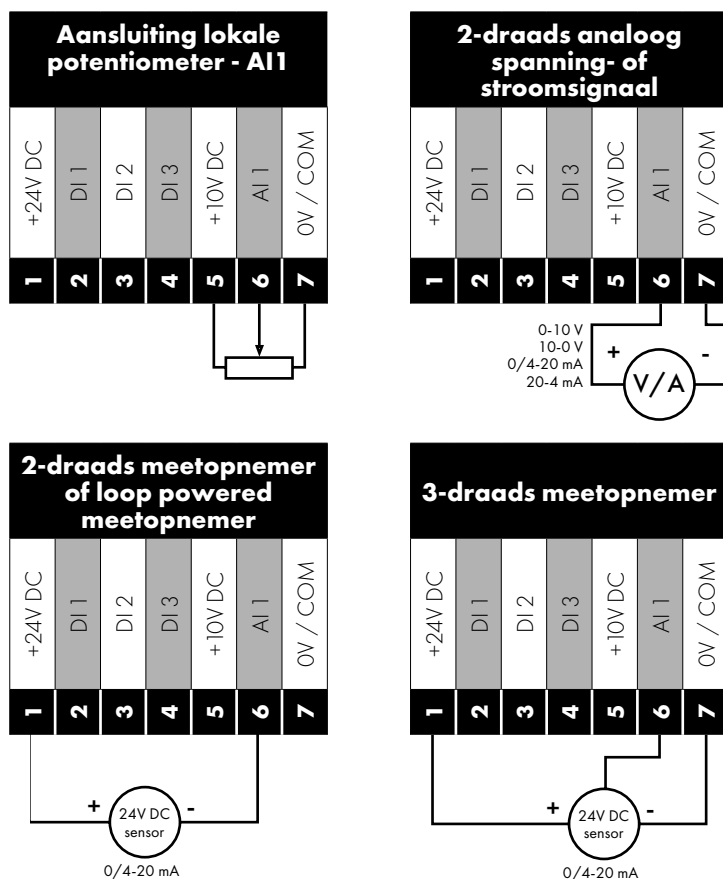 Aansluiting lokale
potentiometer - AI1
+24V DC
DI 1
DI 2
DI 3
+10V DC
AI 1
0V / COM
1
2
3
4
5
6
7
2-draads analoog
spanning- of
stroomsignaal
+24V DC
DI 1
DI 2
DI 3
+10V DC
AI 1
0V / COM
1
2
3
4
5
6
7
0-10 V
10-0 V
0/4-20 mA
20-4 mA
+
-
V/A
2-draads meetopnemer
of loop powered
meetopnemer
+24V DC
DI 1
DI 2
DI 3
+10V DC
AI 1
0V / COM
1
2
3
4
5
6
7
+
-
24V DC
sensor
0/4-20 mA
3-draads meetopnemer
+24V DC
DI 1
DI 2
DI 3
+10V DC
AI 1
0V / COM
1
2
3
4
5
6
7
+
-
24V DC
sensor
0/4-20 mA